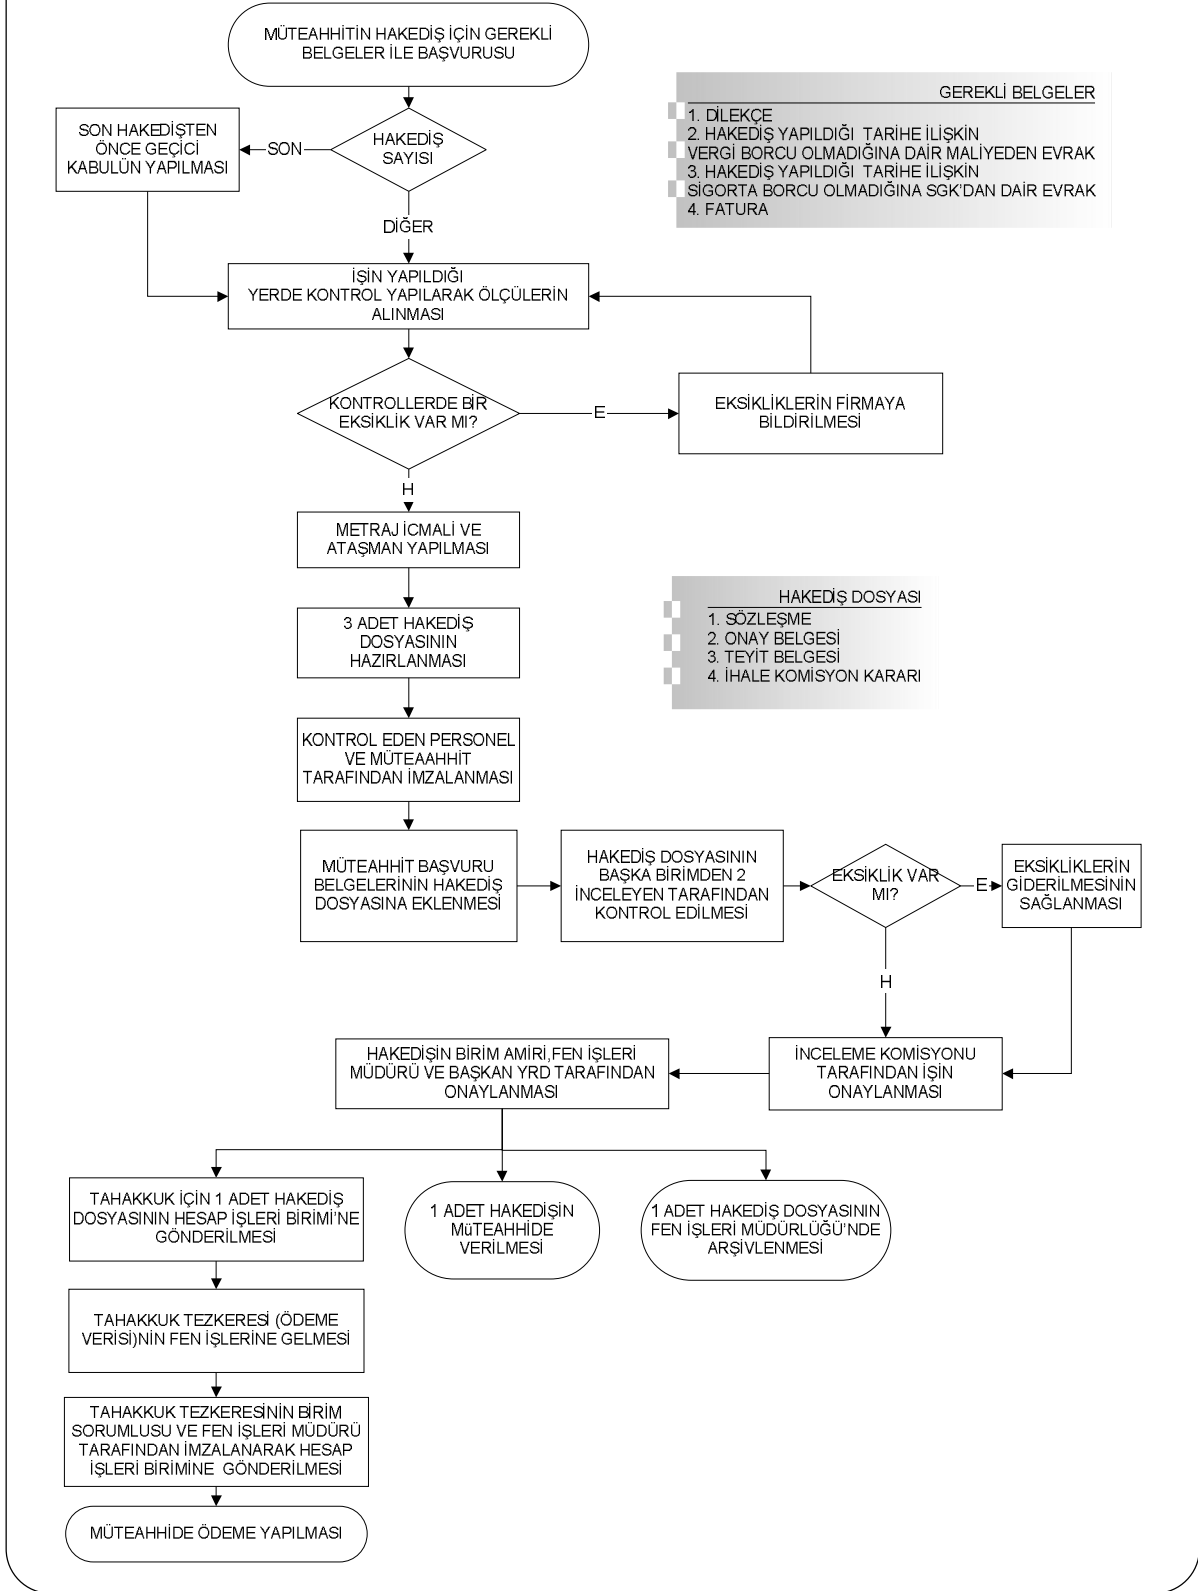 MÜTEAHHİTİN HAKEDİŞ İÇİN GEREKLİ
BELGELER İLE BAŞVURUSU
GEREKLİ BELGELER
1. DİLEKÇE
2. HAKEDİŞ YAPILDIĞI TARİHE İLİŞKİN
VERGİ BORCU OLMADIĞINA DAİR MALİYEDEN EVRAK
3. HAKEDİŞ YAPILDIĞI TARİHE İLİŞKİN
SİGORTA BORCU OLMADIĞINA SGK'DAN DAİR EVRAK
4. FATURA
HAKEDİŞ
SAYISI
SON
SON HAKEDİŞTEN
ÖNCE GEÇİCİ
KABULÜN YAPILMASI
DİĞER
İŞİN YAPILDIĞI
YERDE KONTROL YAPILARAK ÖLÇÜLERİN
ALINMASI
KONTROLLERDE BİR
EKSİKLİK VAR MI?
E
EKSİKLİKLERİN FİRMAYA
BİLDİRİLMESİ
H
METRAJ İCMALİ VE
ATAŞMAN YAPILMASI
HAKEDİŞ DOSYASI
1. SÖZLEŞME
2. ONAY BELGESİ
3. TEYİT BELGESİ
4. İHALE KOMİSYON KARARI
3 ADET HAKEDİŞ
DOSYASININ
HAZIRLANMASI
KONTROL EDEN PERSONEL
VE MÜTEAAHHİT
TARAFINDAN İMZALANMASI
MÜTEAHHİT BAŞVURU
BELGELERİNİN HAKEDİŞ
DOSYASINA EKLENMESİ
HAKEDİŞ DOSYASININ
BAŞKA BİRİMDEN 2
İNCELEYEN TARAFINDAN
KONTROL EDİLMESİ
EKSİKLİK VAR
MI?
E
EKSİKLİKLERİN
GİDERİLMESİNİN
SAĞLANMASI
H
İNCELEME KOMİSYONU
TARAFINDAN İŞİN
ONAYLANMASI
HAKEDİŞİN BİRİM AMİRİ,FEN İŞLERİ
MÜDÜRÜ VE BAŞKAN YRD TARAFINDAN
ONAYLANMASI
TAHAKKUK İÇİN 1 ADET HAKEDİŞ
DOSYASININ HESAP İŞLERİ BİRİMİ'NE
GÖNDERİLMESİ
1 ADET HAKEDİŞİN
MüTEAHHİDE
VERİLMESİ
1 ADET HAKEDİŞ DOSYASININ
FEN İŞLERİ MÜDÜRLÜĞÜ'NDE
ARŞİVLENMESİ
TAHAKKUK TEZKERESİ (ÖDEME
VERİSİ)NİN FEN İŞLERİNE GELMESİ
TAHAKKUK TEZKERESİNİN BİRİM
SORUMLUSU VE FEN İŞLERİ MÜDÜRÜ
TARAFINDAN İMZALANARAK HESAP
İŞLERİ BİRİMİNE GÖNDERİLMESİ
MÜTEAHHİDE ÖDEME YAPILMASI